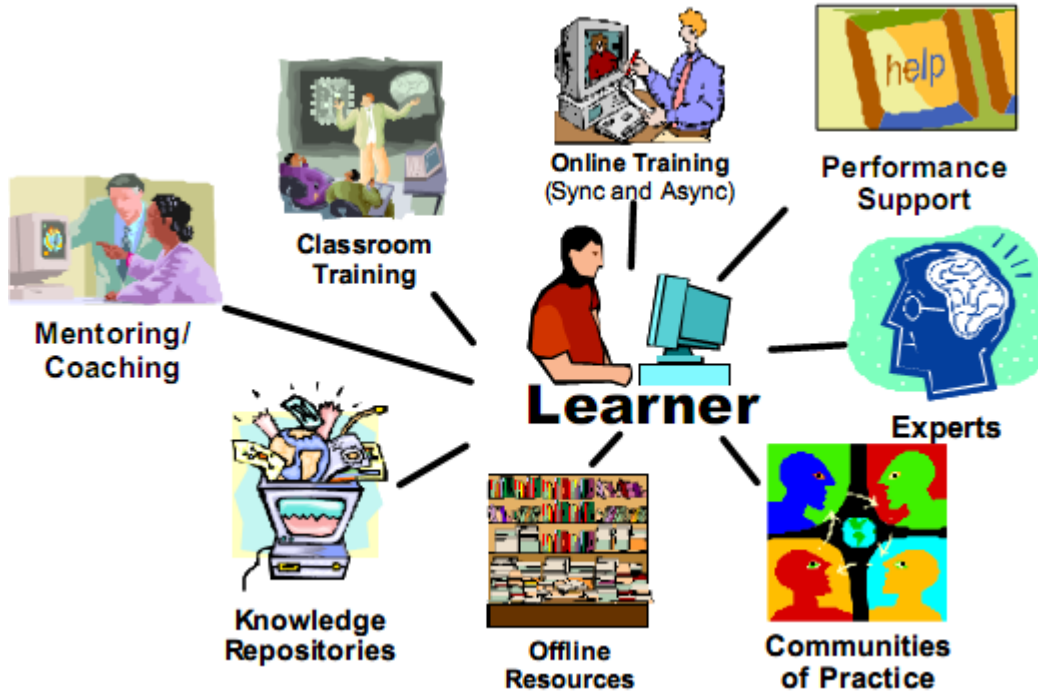 help
Online Training
(Sync and Async)
Performance
Support
Classroom
Training
Mentoring/
Coaching
Learner
Experts
Knowledge
Repositories
Offline
Resources
Communities
of Practice